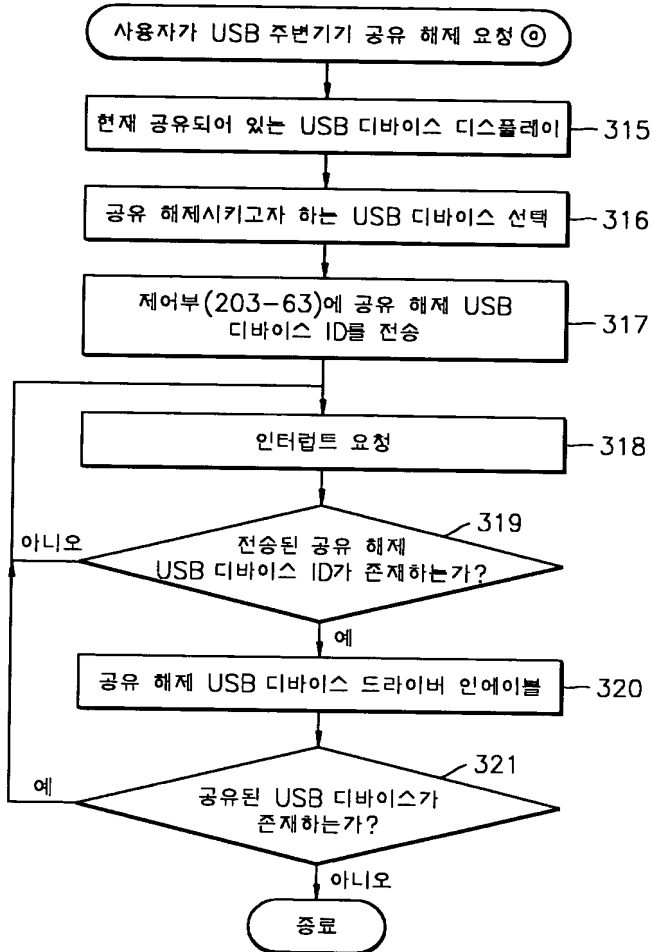 사용자가 USB 주변기기 공유 해제 요청 ⓐ
현재 공유되어 있는 USB 디바이스 디스플레이
315
공유 해제시키고자 하는 USB 디바이스 선택
316
제어부(203-63)에 공유 해제 USB
디바이스 ID를 전송
317
인터럽트 요청
318
319
아니오
전송된 공유 해제
USB 디바이스 ID가 존재하는가?
예
공유 해제 USB 디바이스 드라이버 인에이블
320
321
예
공유된 USB 디바이스가
존재하는가?
아니오
종료